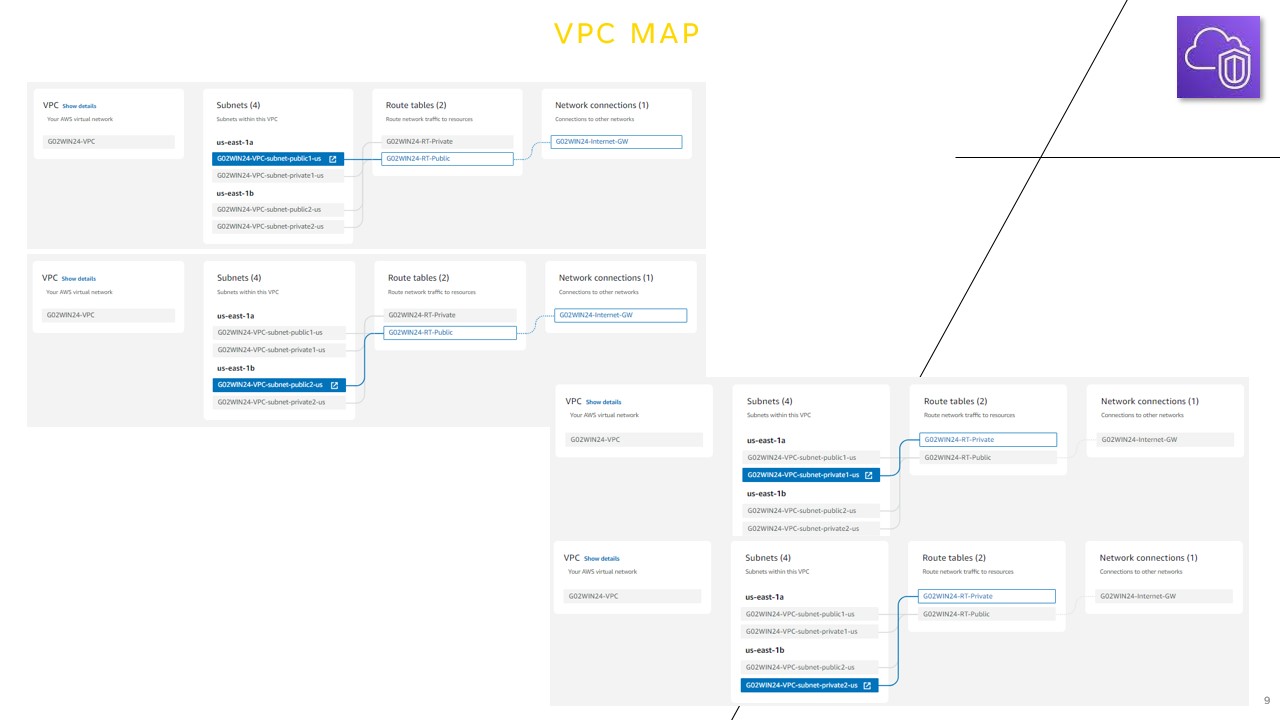 VPC MAP
VPC Show details
Your AWS virtual network
G02WIN24-VPC
Subnets (4)
Subnets within this VPC
us-east-1a
G02WIN24-VPC-subnet-public1-us
G02WIN24-VPC-subnet-private1-us
us-east-1b
G02WIN24-VPC-subnet-public2-us
G02WIN24-VPC-subnet-private2-us
Route tables (2)
Route network traffic to resources
G02WIN24-RT-Private
G02WIN24-RT-Public
Network connections (1)
Connections to other networks
G02WIN24-Internet-GW
VPC Show details
Your AWS virtual network
G02WIN24-VPC
Subnets (4)
Subnets within this VPC
us-east-1a
G02WIN24-VPC-subnet-public1-us
G02WIN24-VPC-subnet-private1-us
us-east-1b
G02WIN24-VPC-subnet-public2-us
G02WIN24-VPC-subnet-private2-us
Route tables (2)
Route network traffic to resources
G02WIN24-RT-Private
G02WIN24-RT-Public
Network connections (1)
Connections to other networks
G02WIN24-Internet-GW
VPC Show details
Your AWS virtual network
G02WIN24-VPC
Subnets (4)
Subnets within this VPC
us-east-1a
G02WIN24-VPC-subnet-public1-us
G02WIN24-VPC-subnet-private1-us
us-east-1b
G02WIN24-VPC-subnet-public2-us
G02WIN24-VPC-subnet-private2-us
Route tables (2)
Route network traffic to resources
G02WIN24-RT-Private
G02WIN24-RT-Public
Network connections (1)
Connections to other networks
G02WIN24-Internet-GW
VPC Show details
Your AWS virtual network
G02WIN24-VPC
Subnets (4)
Subnets within this VPC
us-east-1a
G02WIN24-VPC-subnet-public1-us
G02WIN24-VPC-subnet-private1-us
us-east-1b
G02WIN24-VPC-subnet-public2-us
G02WIN24-VPC-subnet-private2-us
Route tables (2)
Route network traffic to resources
G02WIN24-RT-Private
G02WIN24-RT-Public
Network connections (1)
Connections to other networks
G02WIN24-Internet-GW
9